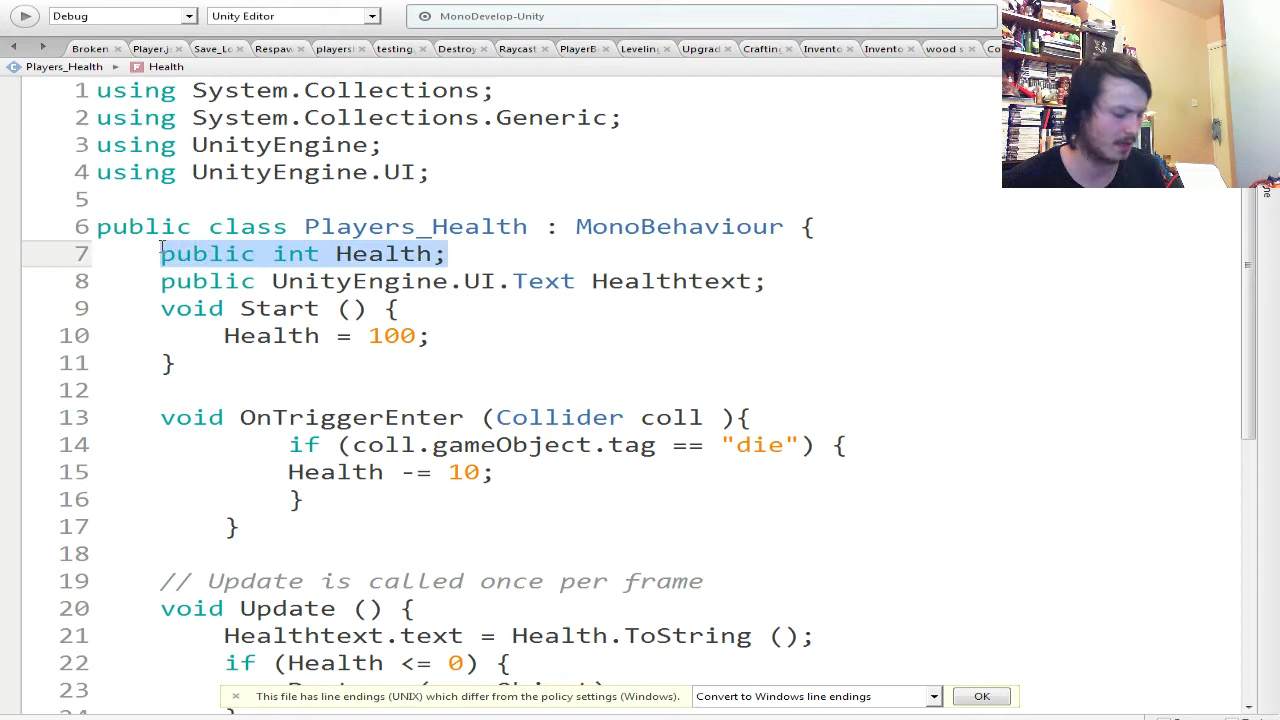 Debug Unity Editor MonoDevelop-Unity
Broken Player.js Save_Lo Respaw players testing. Destroy Raycast PlayerB Leveling Upgrad Crafting Invento Invento wood s Co
Players_Health Health
1 using System.Collections;
2 using System.Collections.Generic;
3 using UnityEngine;
4 using UnityEngine.UI;
5
6 public class Players_Health : MonoBehaviour {
7 public int Health;
8 public UnityEngine.UI.Text Healthtext;
9 void Start () {
10 Health = 100;
11 }
12
13 void OnTriggerEnter (Collider coll ){
14 if (coll.gameObject.tag == "die") {
15 Health -= 10;
16 }
17 }
18
19 // Update is called once per frame
20 void Update () {
21 Healthtext.text = Health.ToString ();
22 if (Health <= 0) {
23
This file has line endings (UNIX) which differ from the policy settings (Windows). Convert to Windows line endings OK